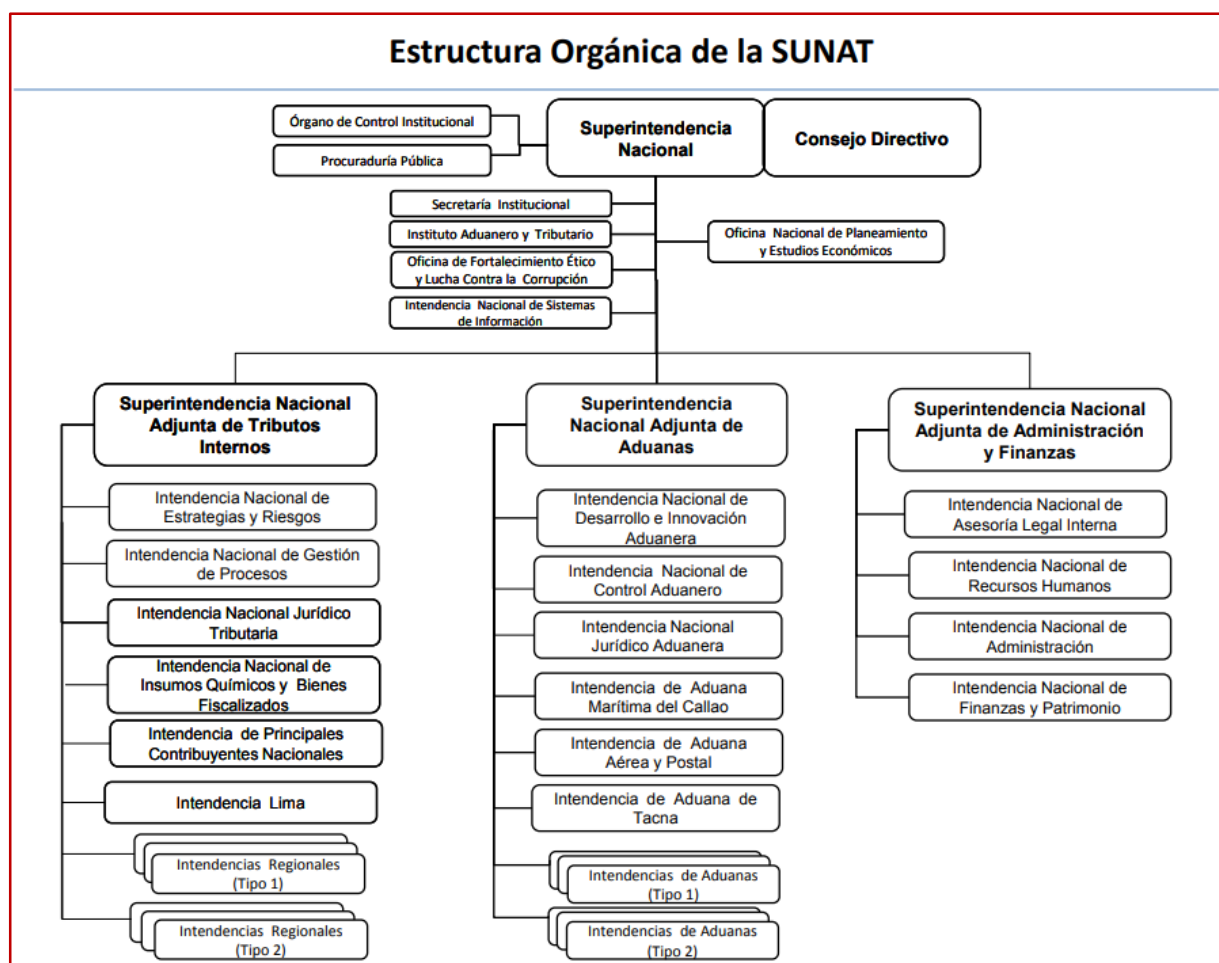 Estructura Orgánica de la SUNAT
Órgano de Control Institucional
Procuraduría Pública
Superintendencia
Nacional
Consejo Directivo
Secretaría Institucional
Instituto Aduanero y Tributario
Oficina de Fortalecimiento Ético
y Lucha Contra la Corrupción
Intendencia Nacional de Sistemas
de Información
Oficina Nacional de Planeamiento
y Estudios Económicos
Superintendencia Nacional
Adjunta de Tributos
Internos
Intendencia Nacional de
Estrategias y Riesgos
Intendencia Nacional de Gestión
de Procesos
Intendencia Nacional Jurídico
Tributaria
Intendencia Nacional de
Insumos Químicos y Bienes
Fiscalizados
Intendencia de Principales
Contribuyentes Nacionales
Intendencia Lima
Intendencias Regionales
(Tipo 1)
Intendencias Regionales
(Tipo 2)
Superintendencia
Nacional Adjunta de
Aduanas
Intendencia Nacional de
Desarrollo e Innovación
Aduanera
Intendencia Nacional de
Control Aduanero
Intendencia Nacional
Jurídico Aduanera
Intendencia de Aduana
Marítima del Callao
Intendencia de Aduana
Aérea y Postal
Intendencia de Aduana de
Tacna
Intendencias de Aduanas
(Tipo 1)
Intendencias de Aduanas
(Tipo 2)
Superintendencia Nacional
Adjunta de Administración
y Finanzas
Intendencia Nacional de
Asesoría Legal Interna
Intendencia Nacional de
Recursos Humanos
Intendencia Nacional de
Administración
Intendencia Nacional de
Finanzas y Patrimonio